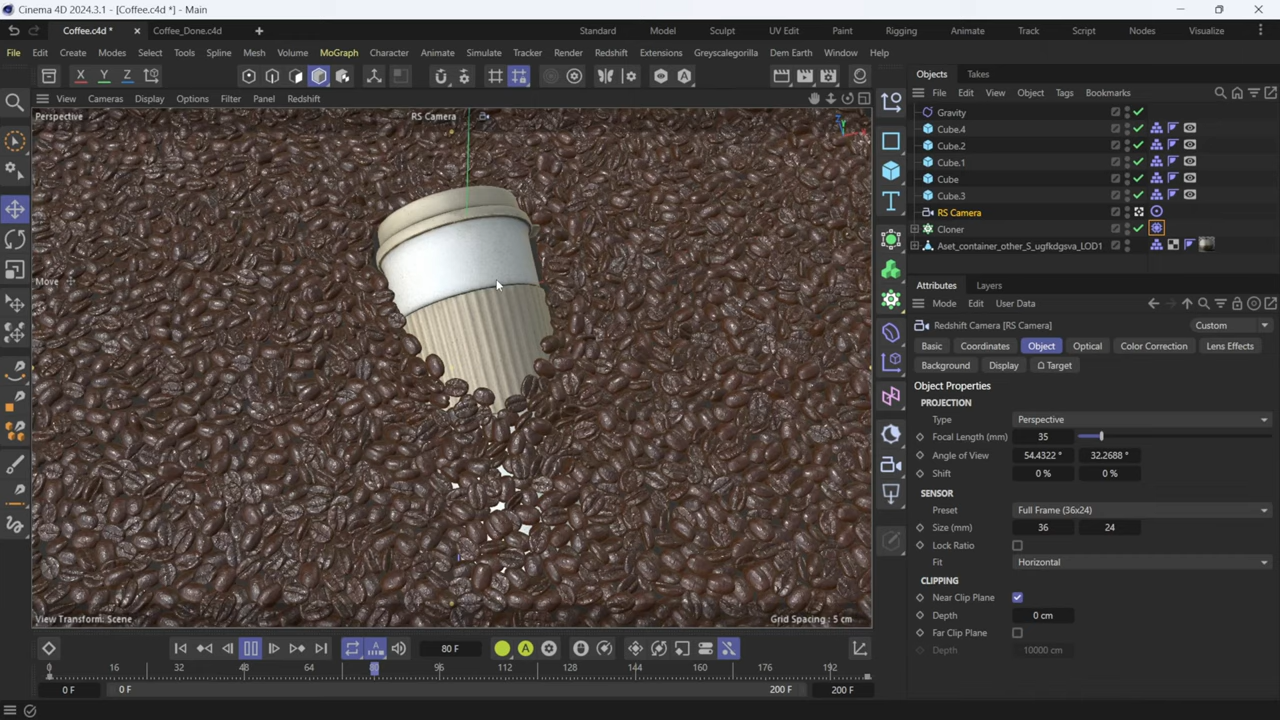 Cinema 4D 2024.3.1 - [Coffee.c4d *] - Main
Coffee.c4d *
Coffee_Done.c4d
Standard
Model
UV Edit
Paint
Rigging
Animate
Track
Script
Nodes
Visualize
File
Edit
Create
Modes
Select
Tools
Spline
Mesh
Volume
MoGraph
Character
Animate
Simulate
Tracker
Render
Redshift
Extensions
Greyscalegorilla
Dem Earth
Window
Help
X
Y
Z
Objects
Takes
View
Cameras
Display
Options
Filter
Panel
Redshift
File
Edit
View
Object
Tags
Bookmarks
Perspective
RS Camera
Gravity
Cube.4
Cube.2
Cube.1
Cube
Cube.3
RS Camera
Cloner
Aset_container_other_S_ugfkdgsva_LOD1
Move
Attributes
Layers
Mode
Edit
User Data
Redshift Camera [RS Camera]
Custom
Basic
Coordinates
Object
Optical
Color Correction
Lens Effects
Background
Display
Target
Object Properties
PROJECTION
Type
Perspective
Focal Length (mm)
35
Angle of View
54.4322 °
32.2688 °
Shift
0 %
0 %
SENSOR
Preset
Full Frame (36x24)
Size (mm)
36
24
Lock Ratio
Fit
Horizontal
CLIPPING
Near Clip Plane
Depth
0 cm
Far Clip Plane
Depth
10000 cm
View Transform: Scene
Grid Spacing : 5 cm
80 F
0
16
32
48
64
80
96
112
128
144
160
176
192
0 F
0 F
200 F
200 F